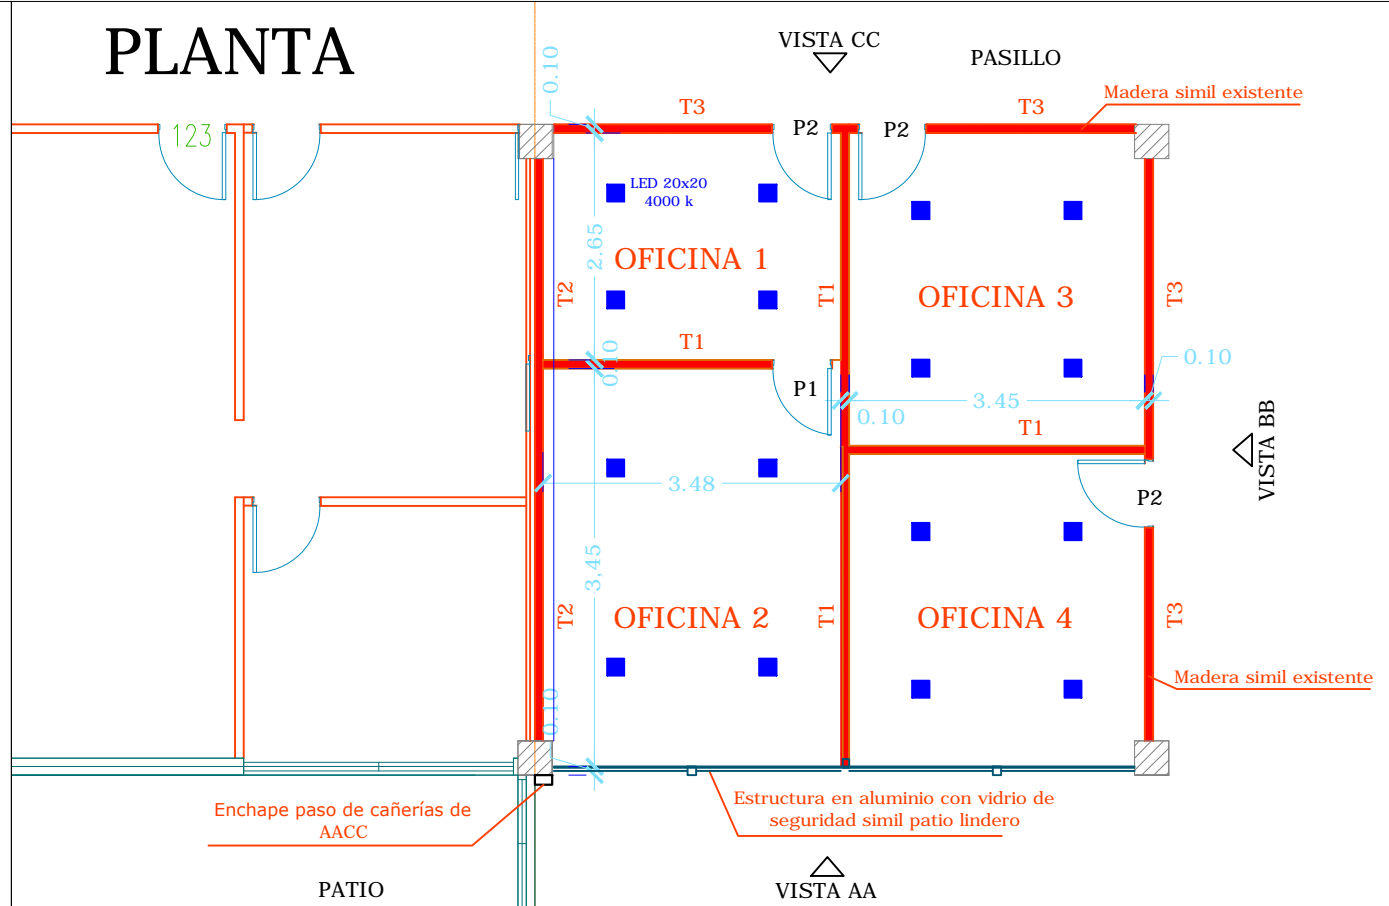 PLANTA
VISTA CC
PASILLO
0.10
Madera simil existente
T3
T3
123
P2
P2
LED 20x20
4000 k
2.65
OFICINA 1
T2
T1
OFICINA 3
T3
T1
0.10
0.10
P1
3.45
0.10
T1
VISTA BB
3.48
P2
3,45
T2
OFICINA 2
T1
OFICINA 4
T3
Madera simil existente
0.10
Enchape paso de cañerías de
AACC
Estructura en aluminio con vidrio de
seguridad simil patio lindero
PATIO
VISTA AA